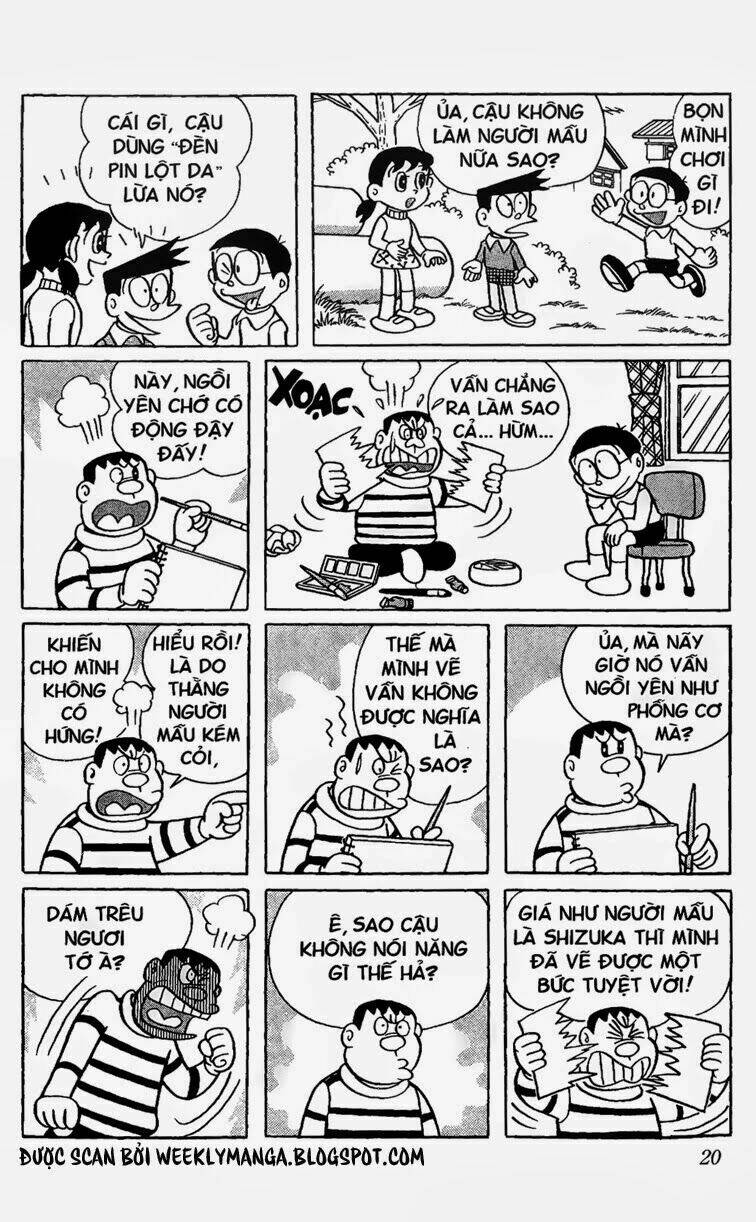 BỌN
MÌNH
CHƠI
GÌ
ĐI!
ỦA, CẬU KHÔNG
LÀM NGƯỜI MẪU
NỮA SAO?
CÁI GÌ, CẬU
DÙNG “ĐÈN
PIN LỘT DA”
LỪA NÓ?
VẪN CHẲNG
RA LÀM SAO
CẢ... HỪM...
XOẠC
NÀY, NGỒI
YÊN CHỚ CÓ
ĐỘNG ĐẬY
ĐẤY!
ỦA, MÀ NÃY
GIỜ NÓ VẪN
NGỒI YÊN NHƯ
PHỖNG CƠ
MÀ?
THẾ MÀ
MÌNH VẼ
VẪN KHÔNG
ĐƯỢC NGHĨA
LÀ
SAO?
HIỂU RỒI!
LÀ DO
THẰNG
NGƯỜI
MẪU KÉM
CỎI,
KHIẾN
CHO MÌNH
KHÔNG
CÓ
HỨNG!
GIÁ NHƯ NGƯỜI MẪU
LÀ SHIZUKA THÌ MÌNH
ĐÃ VẼ ĐƯỢC MỘT
BỨC TUYỆT VỜI!
Ê, SAO CẬU
KHÔNG NÓI NĂNG
GÌ THẾ HẢ?
DÁM TRÊU
NGƯƠI
TỚ À?
ĐƯỢC SCAN BỞI WEEKLYMANGA.BLOGSPOT.COM
20